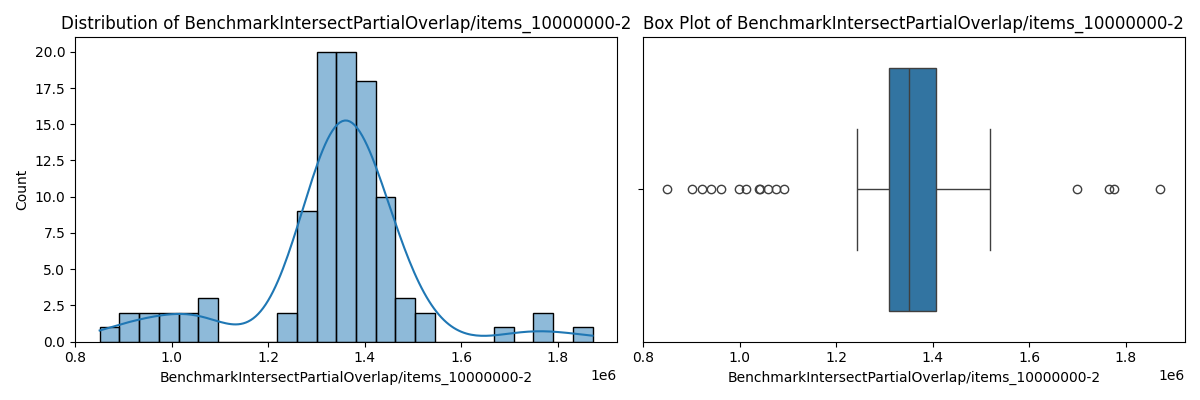 Distribution of BenchmarkIntersectPartialOverlap/items_10000000-2
20.0
17.5
15.0
12.5
10.0
7.5
5.0
2.5
0.0
Count
0.8 1.0 1.2 1.4 1.6 1.8
1e6
BenchmarkIntersectPartialOverlap/items_10000000-2
Box Plot of BenchmarkIntersectPartialOverlap/items_10000000-2
0.8 1.0 1.2 1.4 1.6 1.8
1e6
BenchmarkIntersectPartialOverlap/items_10000000-2